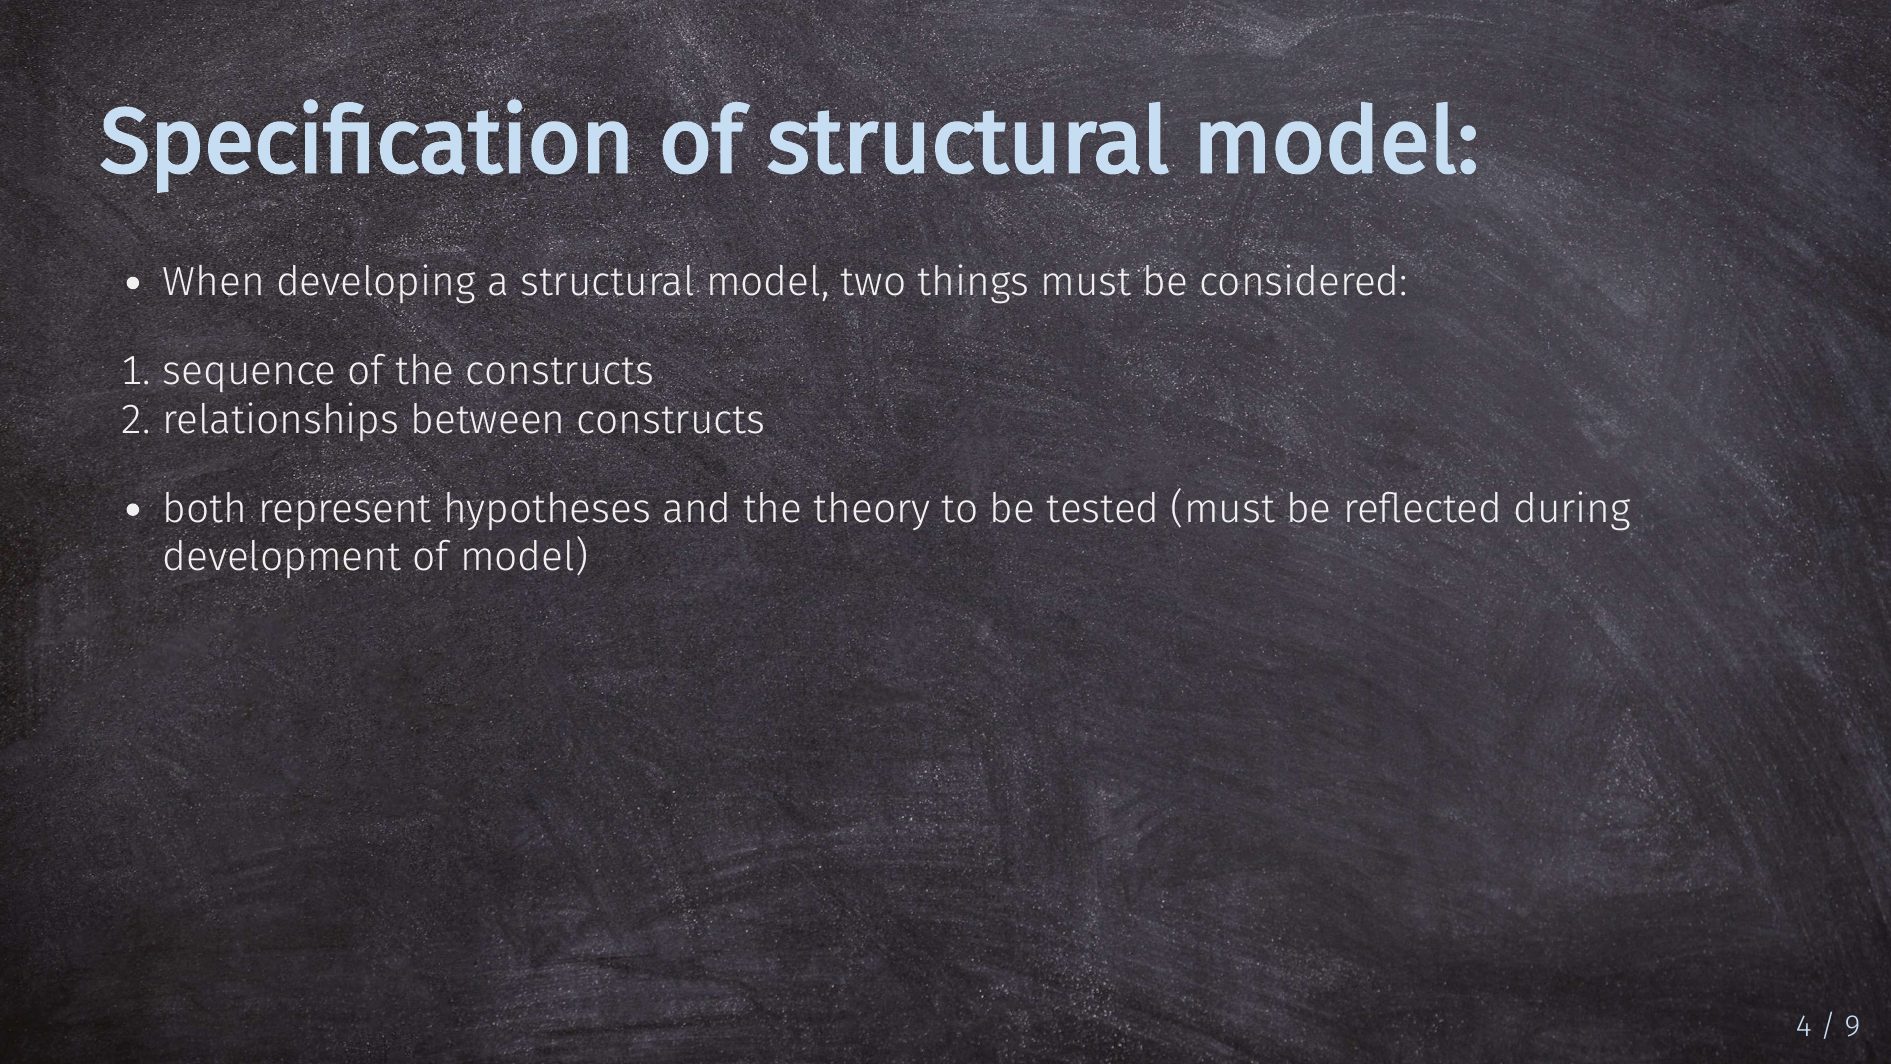 Specification of structural model:
• When developing a structural model, two things must be considered:
1. sequence of the constructs
2. relationships between constructs
• both represent hypotheses and the theory to be tested (must be reflected during
development of model)
4 / 9